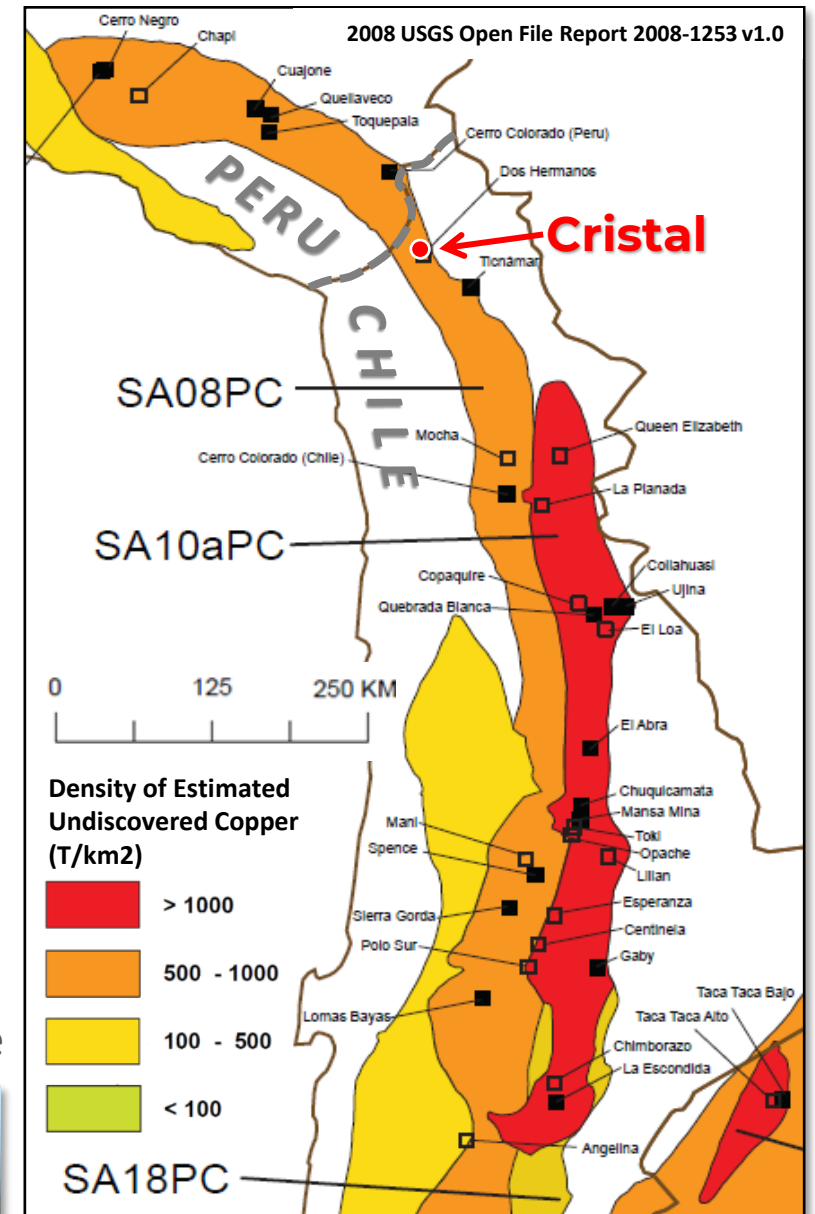 2008 USGS Open File Report 2008-1253 v1.0
Cerro Negro
Chapi
Cuajone
Quellaveco
Toquepala
Cerro Colorado (Peru)
Dos Hermanos
PERU
Cristal
Ticnámar
CHILE
SA08PC
Mocha
Queen Elizabeth
Cerro Colorado (Chile)
La Planada
SA10aPC
Copaquire
Collahuasi
Ujina
Quebrada Blanca
El Loa
0 125 250 KM
El Abra
Density of Estimated
Undiscovered Copper
(T/km2)
Chuquicamata
Mansa Mina
Mani
Toki
Spence
Opache
Lilian
> 1000
Esperanza
Sierra Gorda
Centinela
Polo Sur
Gaby
500 - 1000
Taca Taca Bajo
Lomas Bayas
Taca Taca Alto
100 - 500
Chimborazo
La Escondida
< 100
Angelina
SA18PC